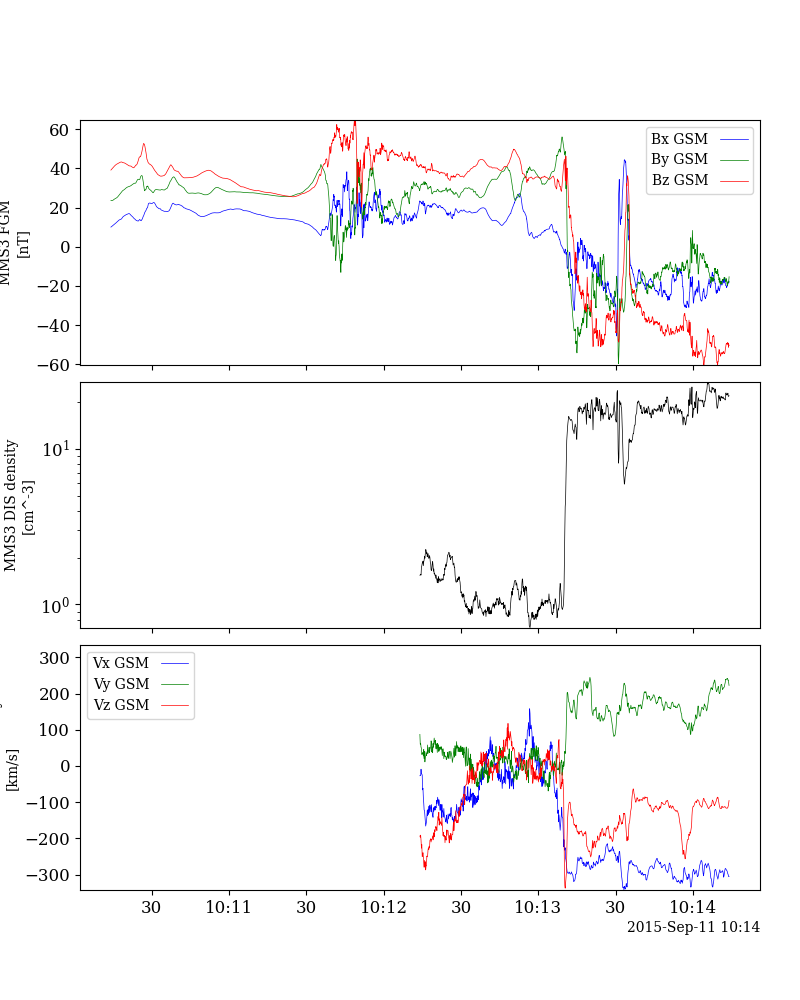 60
40
20
0
−20
−40
−60
MMS3 FGM
[nT]
Bx GSM
By GSM
Bz GSM
10^1
10^0
MMS3 DIS density
[cm^-3]
300
200
100
0
−100
−200
−300
[km/s]
Vx GSM
Vy GSM
Vz GSM
30 10:11 30 10:12 30 10:13 30 10:14
2015-Sep-11 10:14